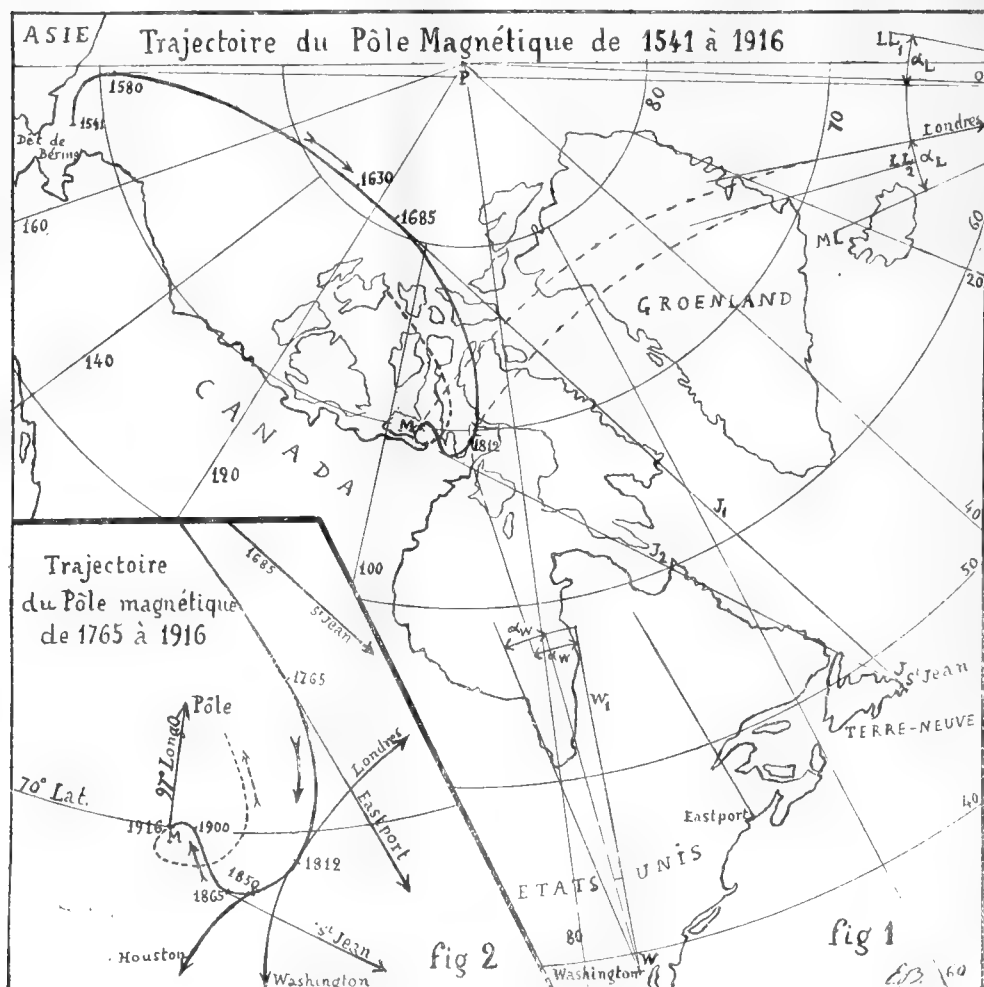 ASIE
Trajectoire du Pôle Magnétique de 1541 à 1916
LL1
αL
P
80
70
0
1580
1541
Dèt de
Béring
Londres
LL2
αL
1630
1685
160
60
20
ML
GROENLAND
140
CANADA
M
1812
120
J1
40
J2
50
100
Trajectoire
du Pôle magnétique
de 1765 à 1916
1685
St Jean
αW
αW
W1
J
St Jean
TERRE-NEUVE
1765
Pôle
97° Long.
Londres
70° Lat.
Eastport
1916
M
1900
1812
1850
1865
Eastport
40
ETATS-UNIS
St Jean
Houston
Washington
fig 2
80
Washington
W
fig 1
E.B. 60